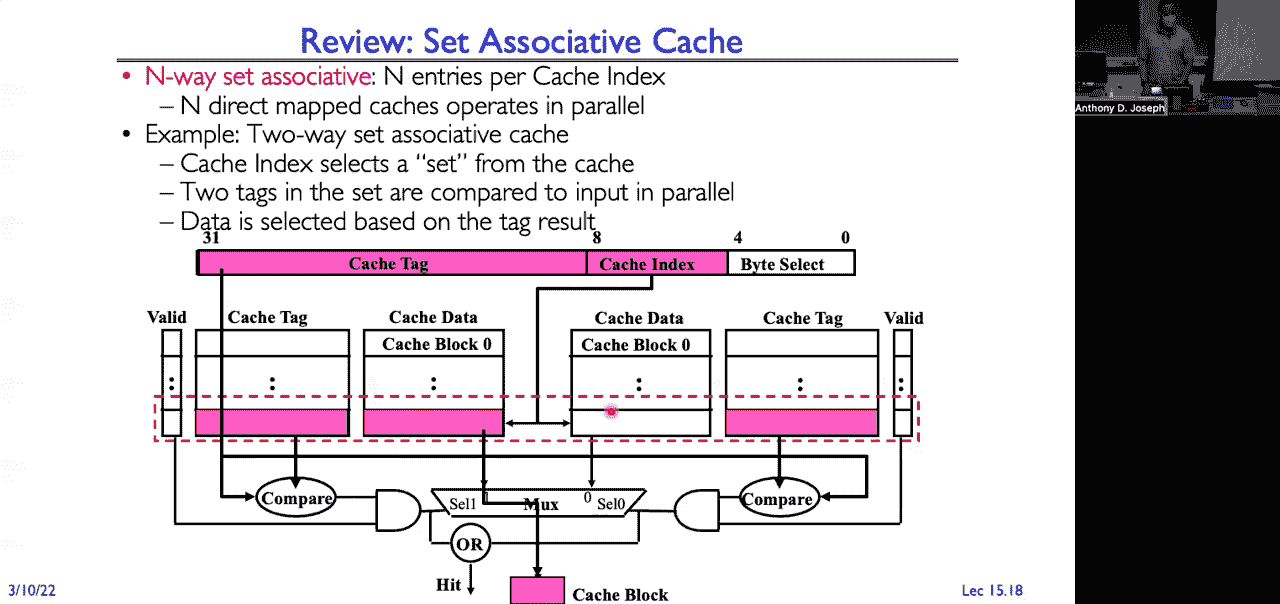 Review: Set Associative Cache
• N-way set associative: N entries per Cache Index
– N direct mapped caches operates in parallel
• Example: Two-way set associative cache
– Cache Index selects a “set” from the cache
– Two tags in the set are compared to input in parallel
– Data is selected based on the tag result
31 8 4 0
Cache Tag Cache Index Byte Select
Valid Cache Tag Cache Data Cache Data Cache Tag Valid
Cache Block 0 Cache Block 0
Compare Sel1 1 Mux 0 Sel0 Compare
OR
Hit
Cache Block
3/10/22 Lec 15.18
Anthony D. Joseph